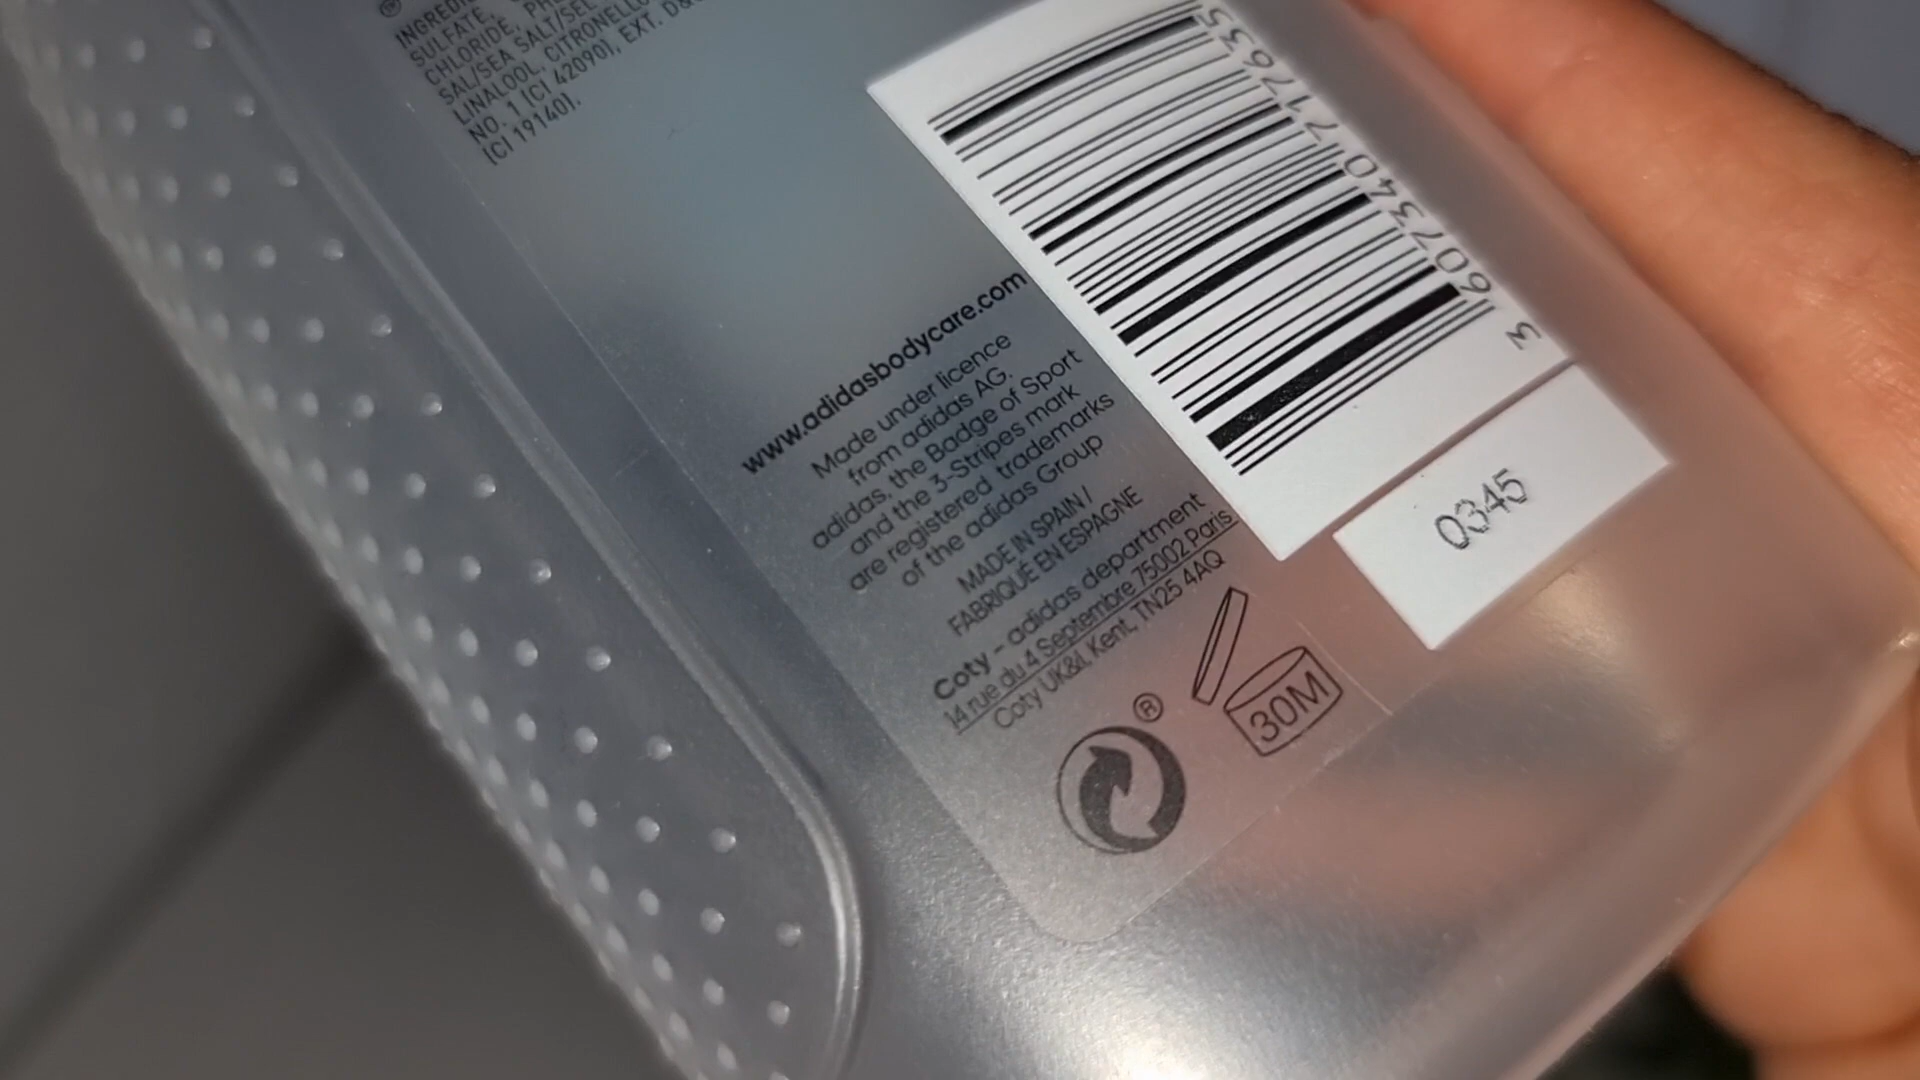 ®
INGREDIE
SULFATE,
CHLORIDE,
SAL/SEA SALT/SEL
LINALOOL, CITRONELLO
NO. 1 (CI 42090), EXT. D&C
(CI 19140).
www.adidasbodycare.com
Made under licence
from adidas AG.
adidas, the Badge of Sport
and the 3-Stripes mark
are registered trademarks
of the adidas Group
MADE IN SPAIN /
FABRIQUÉ EN ESPAGNE
Coty - adidas department
14 rue du 4 Septembre 75002 Paris
Coty UK&I, Kent, TN25 4AQ
®
30M
3 607340 717635
0345